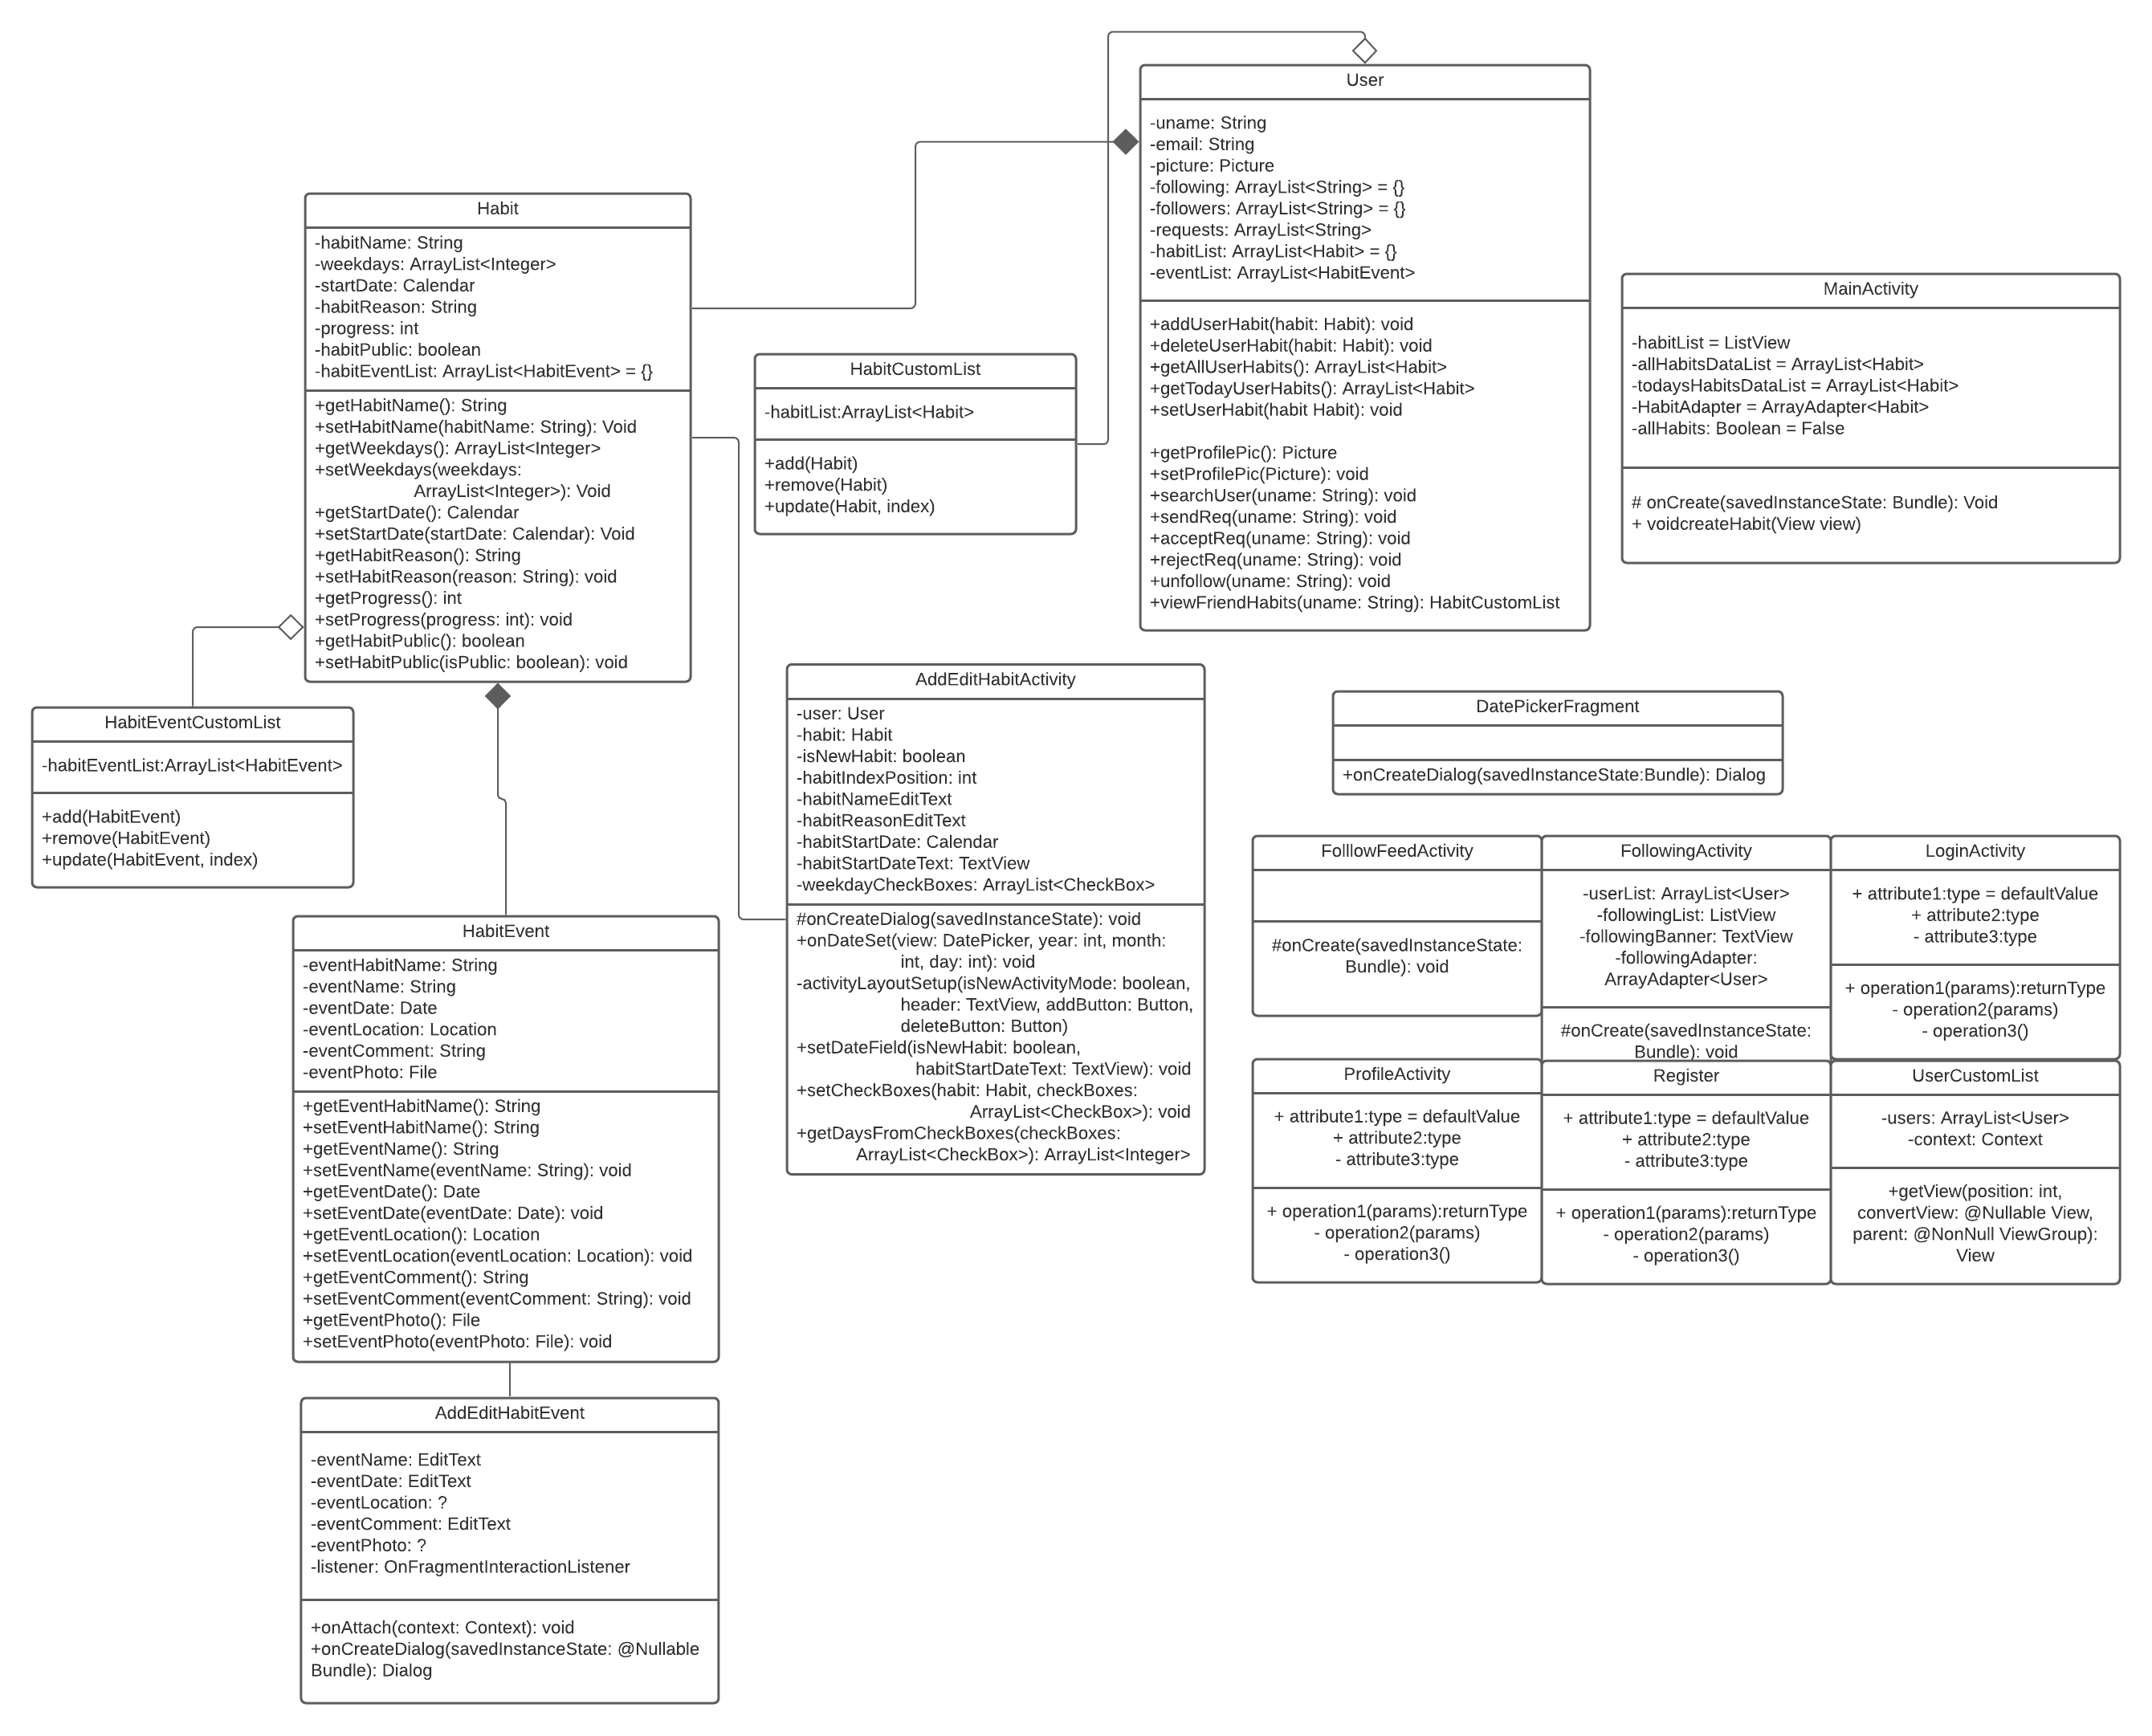 User
-uname: String
-email: String
-picture: Picture
-following: ArrayList<String> = {}
-followers: ArrayList<String> = {}
-requests: ArrayList<String>
-habitList: ArrayList<Habit> = {}
-eventList: ArrayList<HabitEvent>
+addUserHabit(habit: Habit): void
+deleteUserHabit(habit: Habit): void
+getAllUserHabits(): ArrayList<Habit>
+getTodayUserHabits(): ArrayList<Habit>
+setUserHabit(habit Habit): void
+getProfilePic(): Picture
+setProfilePic(Picture): void
+searchUser(uname: String): void
+sendReq(uname: String): void
+acceptReq(uname: String): void
+rejectReq(uname: String): void
+unfollow(uname: String): void
+viewFriendHabits(uname: String): HabitCustomList
Habit
-habitName: String
-weekdays: ArrayList<Integer>
-startDate: Calendar
-habitReason: String
-progress: int
-habitPublic: boolean
-habitEventList: ArrayList<HabitEvent> = {}
+getHabitName(): String
+setHabitName(habitName: String): Void
+getWeekdays(): ArrayList<Integer>
+setWeekdays(weekdays:
ArrayList<Integer>): Void
+getStartDate(): Calendar
+setStartDate(startDate: Calendar): Void
+getHabitReason(): String
+setHabitReason(reason: String): void
+getProgress(): int
+setProgress(progress: int): void
+getHabitPublic(): boolean
+setHabitPublic(isPublic: boolean): void
MainActivity
-habitList = ListView
-allHabitsDataList = ArrayList<Habit>
-todaysHabitsDataList = ArrayList<Habit>
-HabitAdapter = ArrayAdapter<Habit>
-allHabits: Boolean = False
# onCreate(savedInstanceState: Bundle): Void
+ voidcreateHabit(View view)
HabitCustomList
-habitList:ArrayList<Habit>
+add(Habit)
+remove(Habit)
+update(Habit, index)
HabitEventCustomList
-habitEventList:ArrayList<HabitEvent>
+add(HabitEvent)
+remove(HabitEvent)
+update(HabitEvent, index)
AddEditHabitActivity
-user: User
-habit: Habit
-isNewHabit: boolean
-habitIndexPosition: int
-habitNameEditText
-habitReasonEditText
-habitStartDate: Calendar
-habitStartDateText: TextView
-weekdayCheckBoxes: ArrayList<CheckBox>
#onCreateDialog(savedInstanceState): void
+onDateSet(view: DatePicker, year: int, month:
int, day: int): void
-activityLayoutSetup(isNewActivityMode: boolean,
header: TextView, addButton: Button,
deleteButton: Button)
+setDateField(isNewHabit: boolean,
habitStartDateText: TextView): void
+setCheckBoxes(habit: Habit, checkBoxes:
ArrayList<CheckBox>): void
+getDaysFromCheckBoxes(checkBoxes:
ArrayList<CheckBox>): ArrayList<Integer>
DatePickerFragment
+onCreateDialog(savedInstanceState:Bundle): Dialog
FolllowFeedActivity
#onCreate(savedInstanceState:
Bundle): void
FollowingActivity
-userList: ArrayList<User>
-followingList: ListView
-followingBanner: TextView
-followingAdapter:
ArrayAdapter<User>
#onCreate(savedInstanceState:
Bundle): void
LoginActivity
+ attribute1:type = defaultValue
+ attribute2:type
- attribute3:type
+ operation1(params):returnType
- operation2(params)
- operation3()
ProfileActivity
+ attribute1:type = defaultValue
+ attribute2:type
- attribute3:type
+ operation1(params):returnType
- operation2(params)
- operation3()
Register
+ attribute1:type = defaultValue
+ attribute2:type
- attribute3:type
+ operation1(params):returnType
- operation2(params)
- operation3()
UserCustomList
-users: ArrayList<User>
-context: Context
+getView(position: int,
convertView: @Nullable View,
parent: @NonNull ViewGroup):
View
HabitEvent
-eventHabitName: String
-eventName: String
-eventDate: Date
-eventLocation: Location
-eventComment: String
-eventPhoto: File
+getEventHabitName(): String
+setEventHabitName(): String
+getEventName(): String
+setEventName(eventName: String): void
+getEventDate(): Date
+setEventDate(eventDate: Date): void
+getEventLocation(): Location
+setEventLocation(eventLocation: Location): void
+getEventComment(): String
+setEventComment(eventComment: String): void
+getEventPhoto(): File
+setEventPhoto(eventPhoto: File): void
AddEditHabitEvent
-eventName: EditText
-eventDate: EditText
-eventLocation: ?
-eventComment: EditText
-eventPhoto: ?
-listener: OnFragmentInteractionListener
+onAttach(context: Context): void
+onCreateDialog(savedInstanceState: @Nullable
Bundle): Dialog